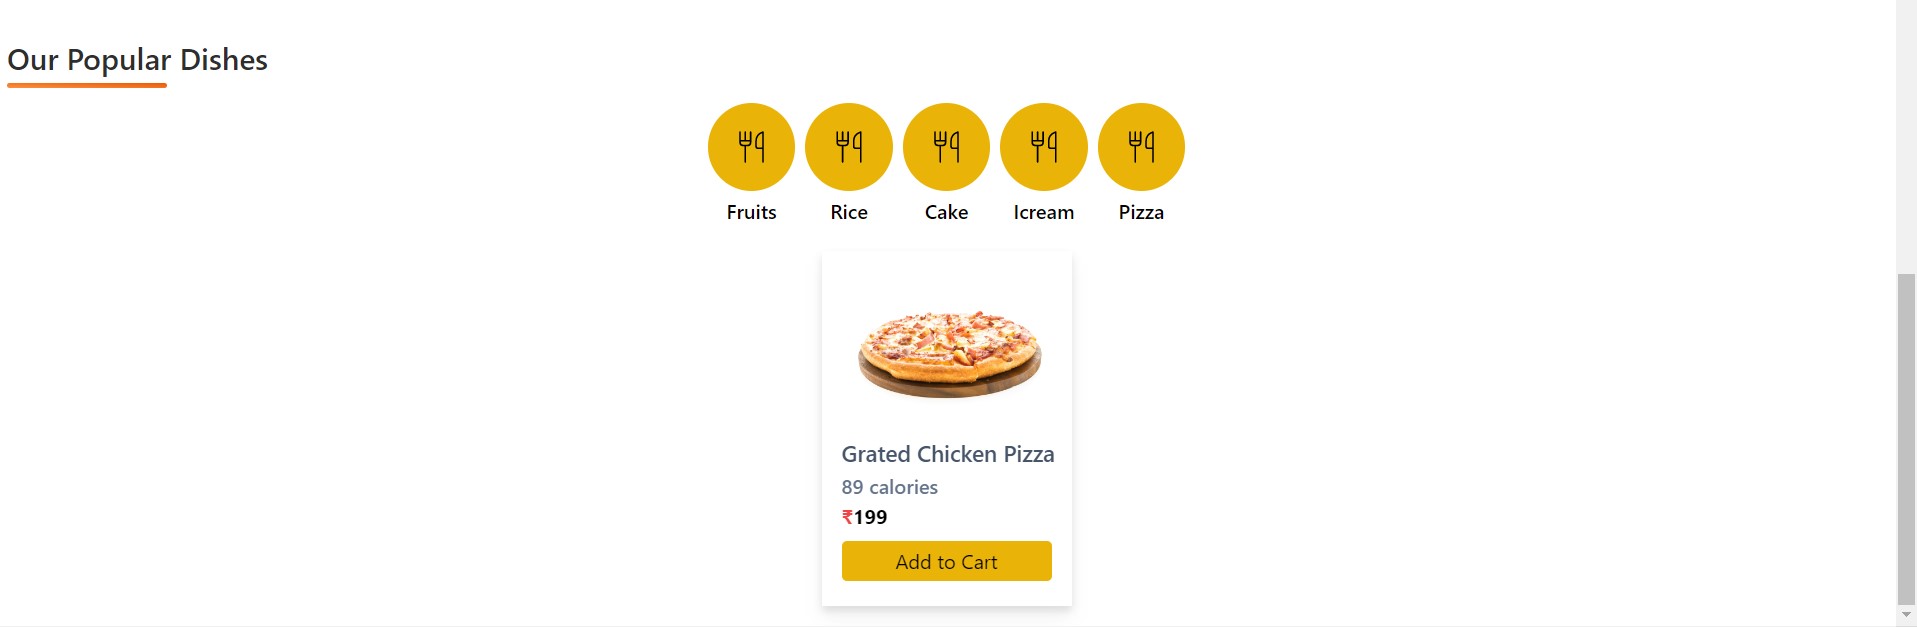 Our Popular Dishes
Fruits Rice Cake Icream Pizza
Grated Chicken Pizza
89 calories
₹199
Add to Cart